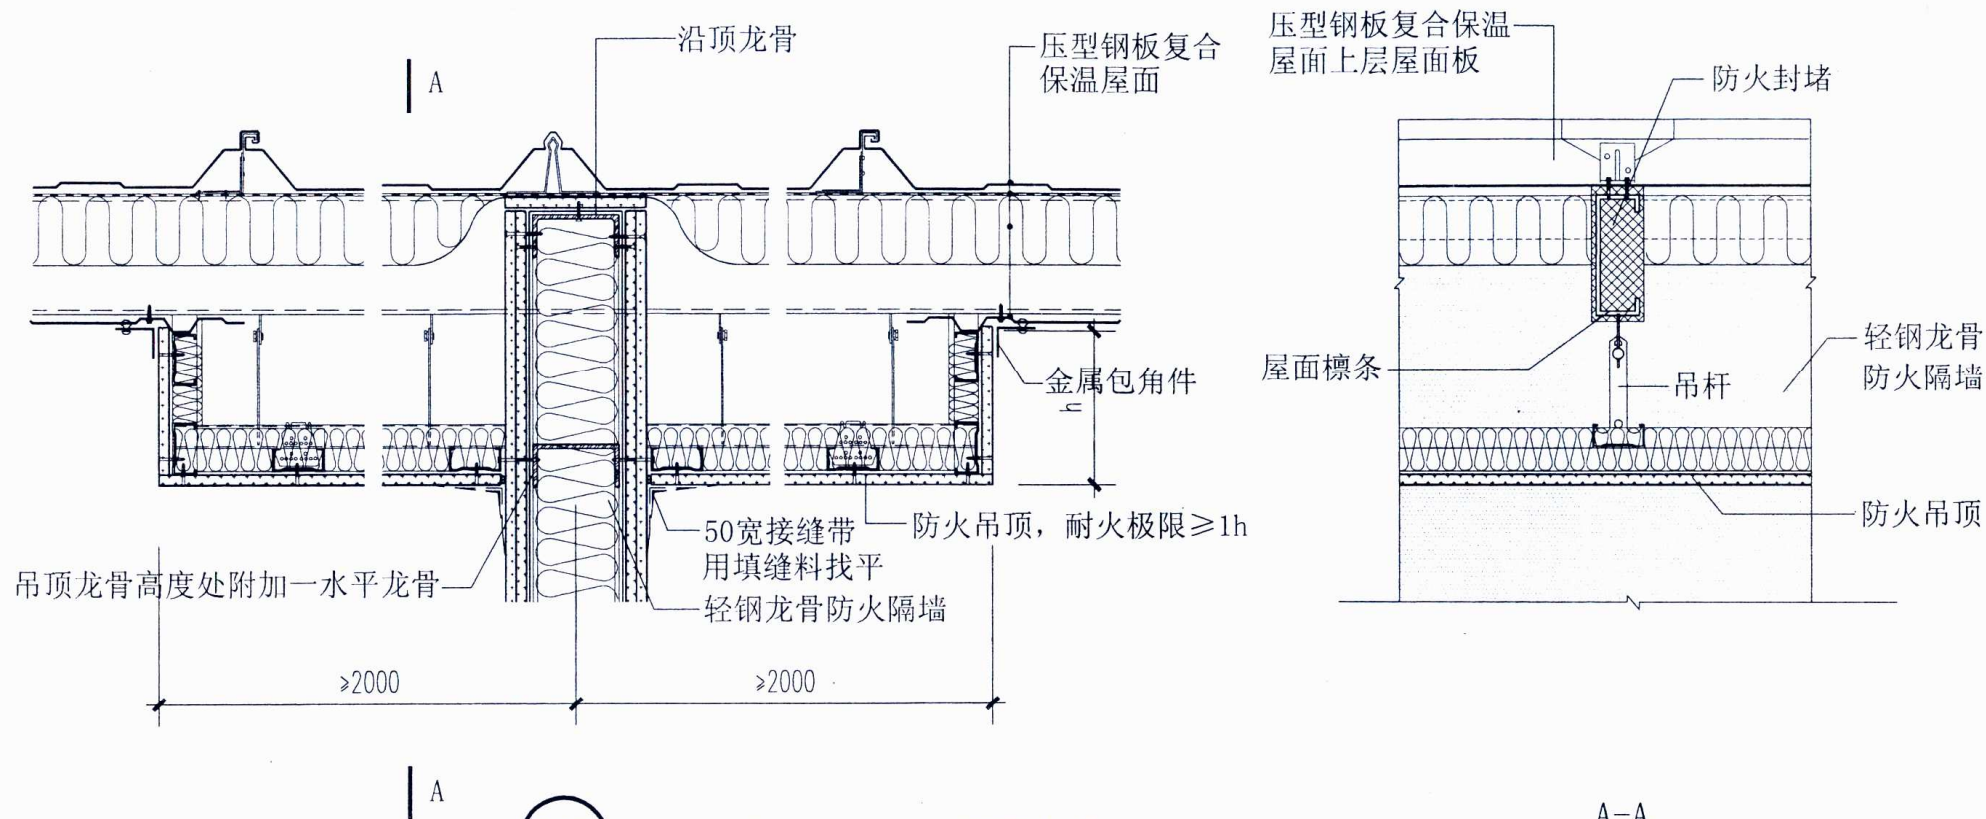 沿顶龙骨
压型钢板复合
保温屋面
A
金属包角件
h
50宽接缝带
用填缝料找平
防火吊顶，耐火极限≥1h
吊顶龙骨高度处附加一水平龙骨
轻钢龙骨防火隔墙
≥2000
≥2000
A
压型钢板复合保温
屋面上层屋面板
防火封堵
屋面檩条
吊杆
轻钢龙骨
防火隔墙
防火吊顶
A-A